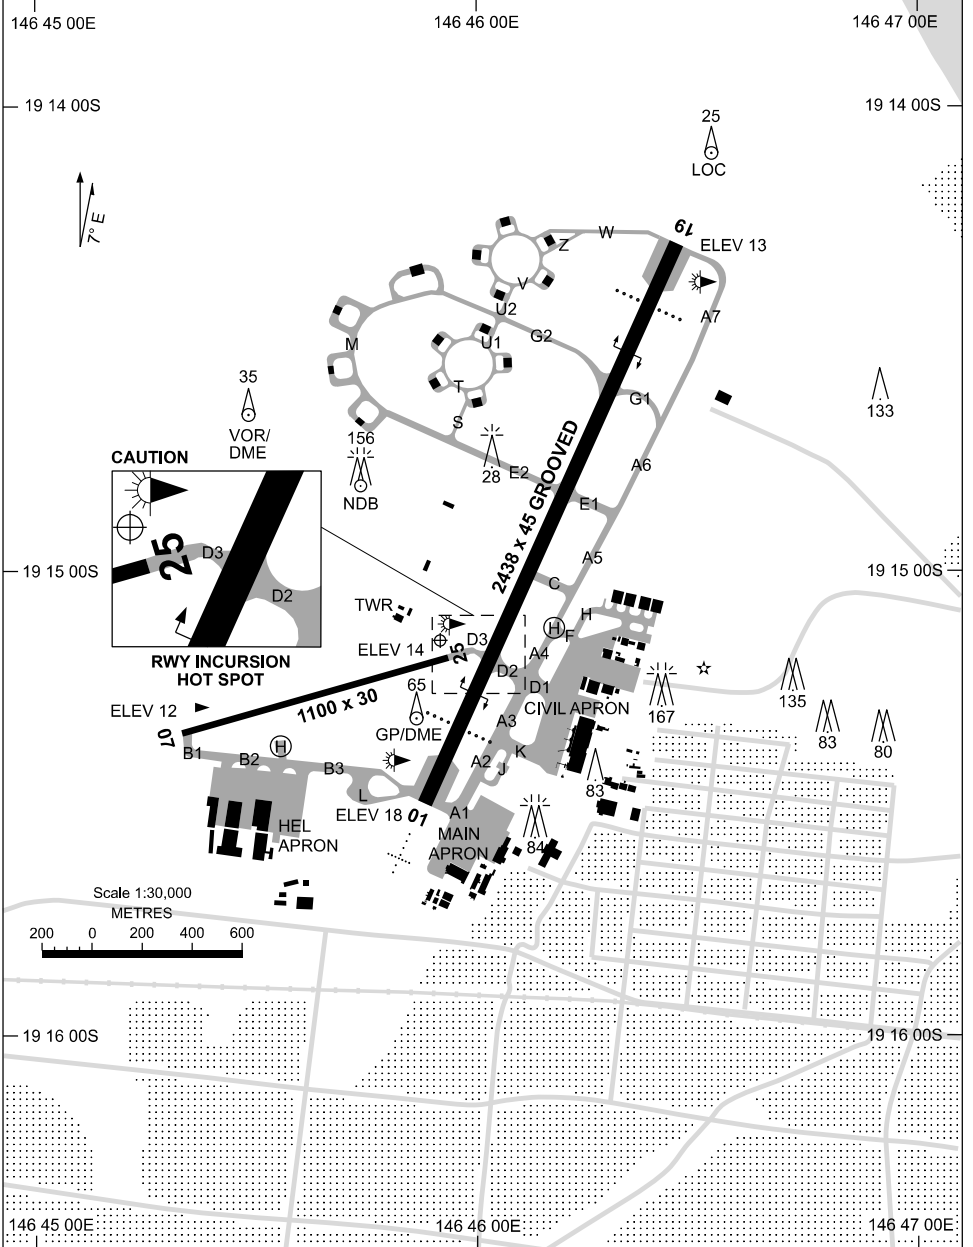 146 45 00E
146 46 00E
146 47 00E
19 14 00S
19 14 00S
25
LOC
7° E
19
ELEV 13
W
Z
V
U2
A7
G2
U1
M
T
G1
133
S
35
VOR/
DME
156
NDB
28
E2
A6
2438 x 45 GROOVED
E1
CAUTION
25
D3
D2
RWY INCURSION
HOT SPOT
A5
C
19 15 00S
19 15 00S
TWR
H
H
F
ELEV 14
D3
25
A4
D2
D1
65
1100 x 30
CIVIL APRON
167
135
83
80
ELEV 12
07
GP/DME
A3
K
B1
B2
H
B3
A2
J
83
L
ELEV 18
01
A1
MAIN
APRON
84
HEL
APRON
Scale 1:30,000
METRES
200
0
200
400
600
19 16 00S
19 16 00S
146 45 00E
146 46 00E
146 47 00E